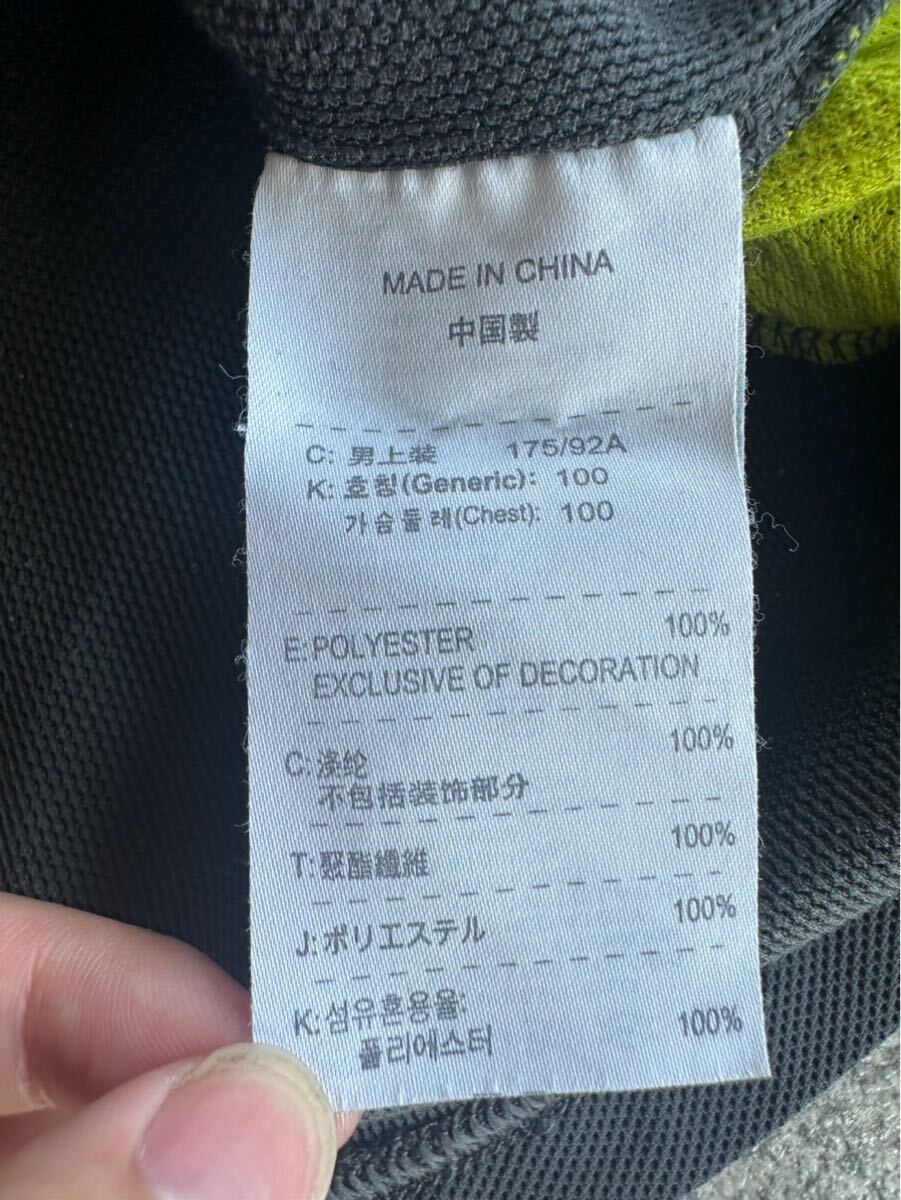 MADE IN CHINA
中国製
C: 男上装 175/92A
K: 호칭(Generic): 100
가슴둘레(Chest): 100
E:POLYESTER 100%
EXCLUSIVE OF DECORATION
C:涤纶 100%
不包括装饰部分
T:聚酯纖維 100%
J:ポリエステル 100%
K:섬유혼용율:
폴리에스터 100%